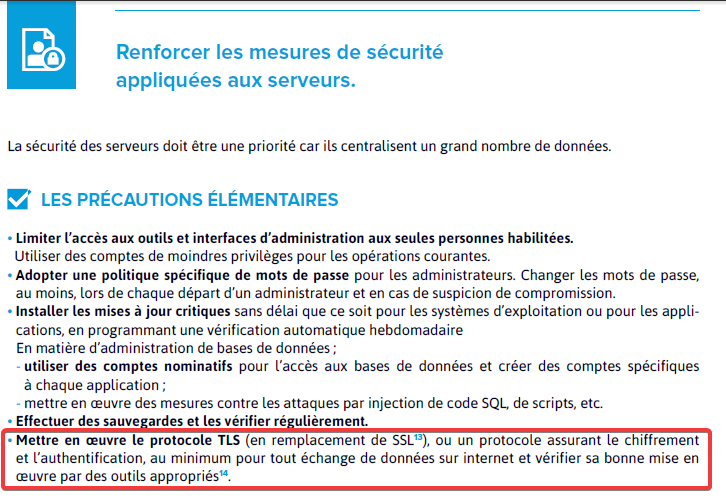 Renforcer les mesures de sécurité
appliquées aux serveurs.
La sécurité des serveurs doit être une priorité car ils centralisent un grand nombre de données.
LES PRÉCAUTIONS ÉLÉMENTAIRES
• Limiter l’accès aux outils et interfaces d’administration aux seules personnes habilitées.
Utiliser des comptes de moindres privilèges pour les opérations courantes.
• Adopter une politique spécifique de mots de passe pour les administrateurs. Changer les mots de passe,
au moins, lors de chaque départ d’un administrateur et en cas de suspicion de compromission.
• Installer les mises à jour critiques sans délai que ce soit pour les systèmes d’exploitation ou pour les appli-
cations, en programmant une vérification automatique hebdomadaire
En matière d’administration de bases de données ;
- utiliser des comptes nominatifs pour l’accès aux bases de données et créer des comptes spécifiques
à chaque application ;
- mettre en œuvre des mesures contre les attaques par injection de code SQL, de scripts, etc.
• Effectuer des sauvegardes et les vérifier régulièrement.
• Mettre en œuvre le protocole TLS (en remplacement de SSL¹³), ou un protocole assurant le chiffrement
et l’authentification, au minimum pour tout échange de données sur internet et vérifier sa bonne mise en
œuvre par des outils appropriés¹⁴.